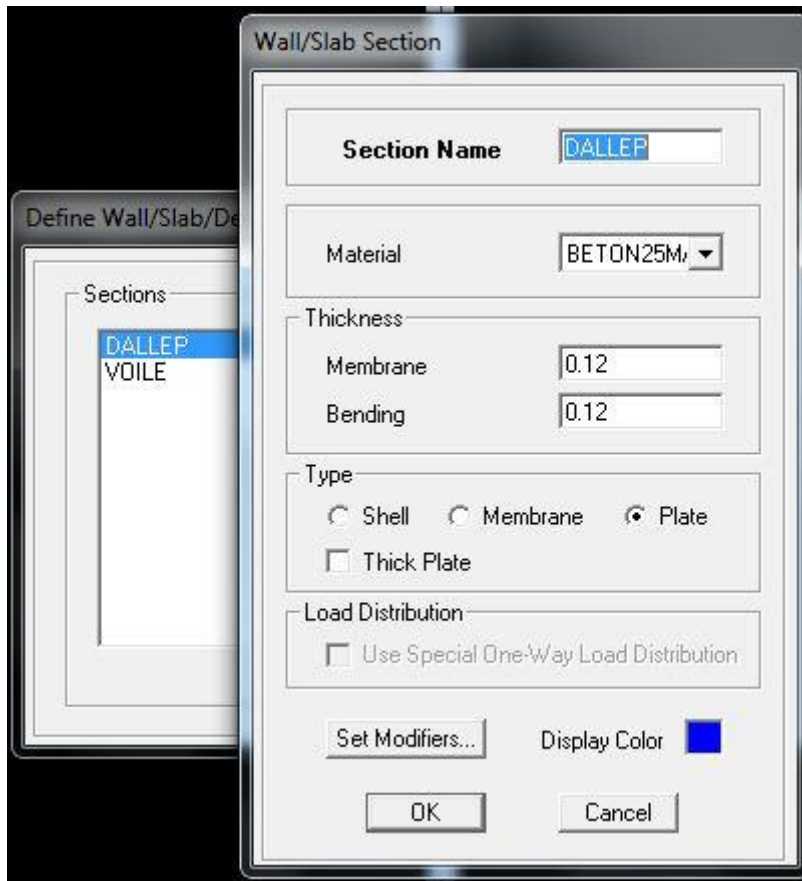 Wall/Slab Section
Section Name DALLEP
Material BETON25M
Thickness
Membrane 0.12
Bending 0.12
Type
Shell Membrane Plate
Thick Plate
Load Distribution
Use Special One-Way Load Distribution
Set Modifiers... Display Color
OK Cancel
Define Wall/Slab/De
Sections
DALLEP
VOILE